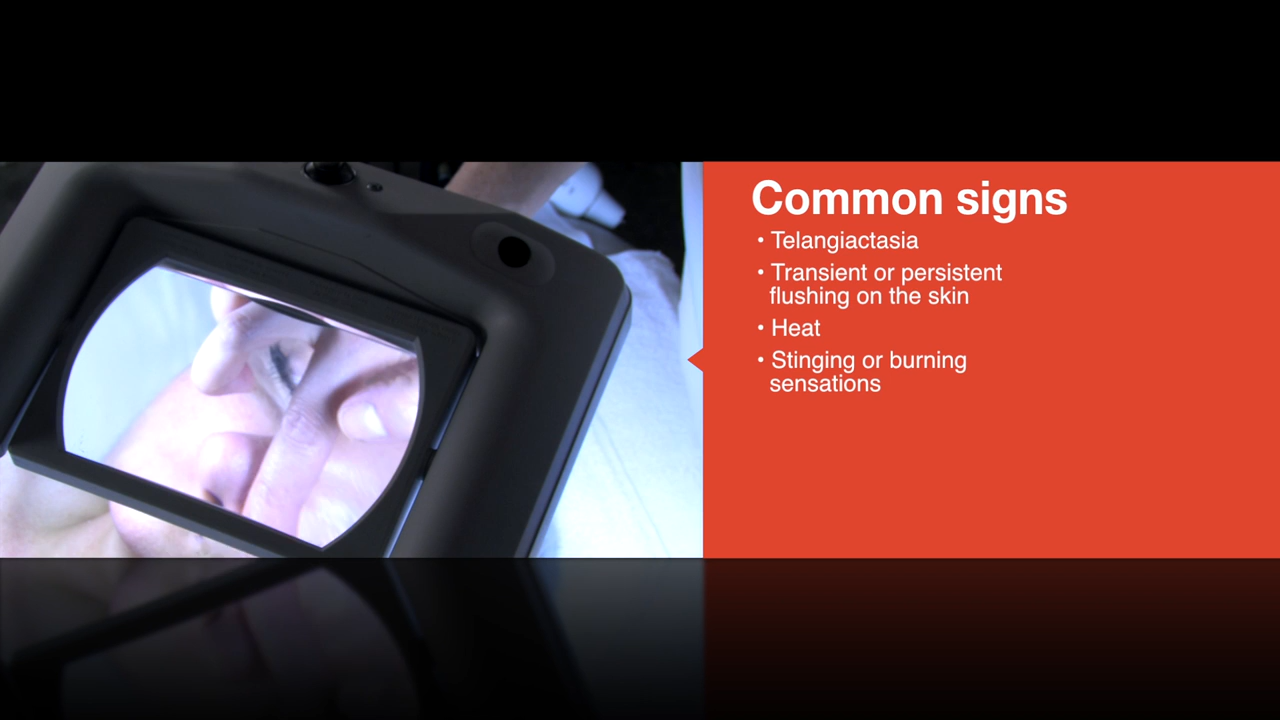 Common signs
• Telangiactasia
• Transient or persistent
flushing on the skin
• Heat
• Stinging or burning
sensations